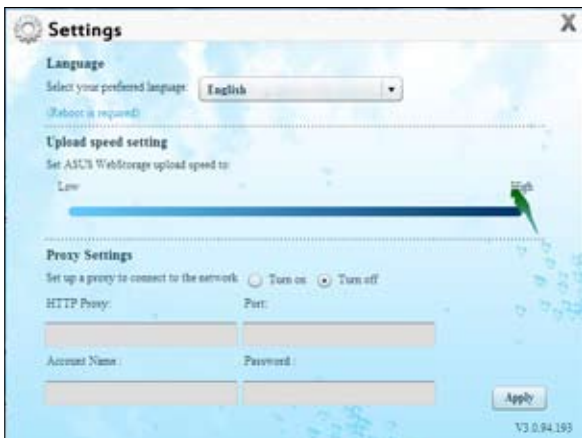 Settings
X
Language
Select your preferred language: English
(Reboot is required)
Upload speed setting
Set ASUS WebStorage upload speed to:
Low High
Proxy Settings
Set up a proxy to connect to the network Turn on Turn off
HTTP Proxy: Port:
Account Name : Password :
Apply
V3.0.94.193